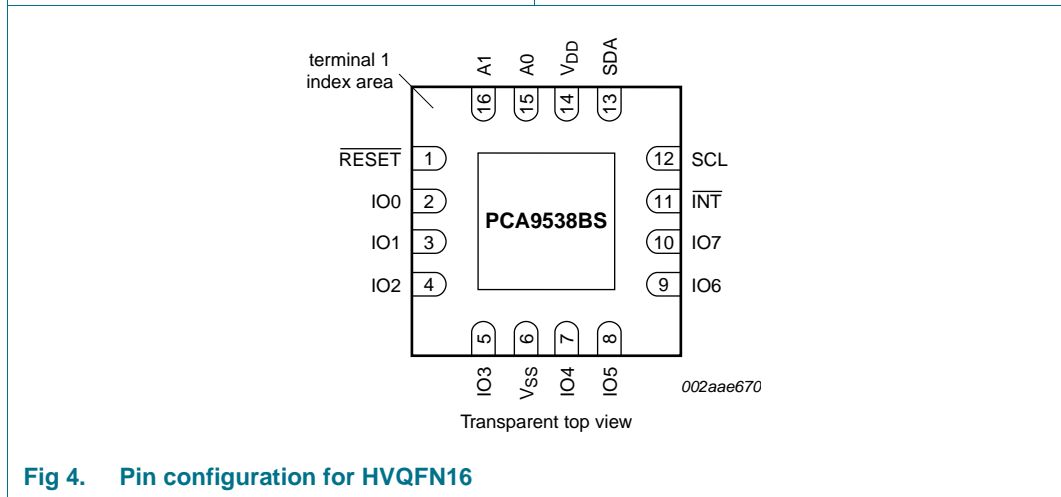 terminal 1
index area
A1
A0
VDD
SDA
16
15
14
13
RESET 1
12 SCL
IO0 2
11 INT
IO1 3
10 IO7
IO2 4
9 IO6
PCA9538BS
5
6
7
8
IO3
VSS
IO4
IO5
002aae670
Transparent top view
Fig 4. Pin configuration for HVQFN16